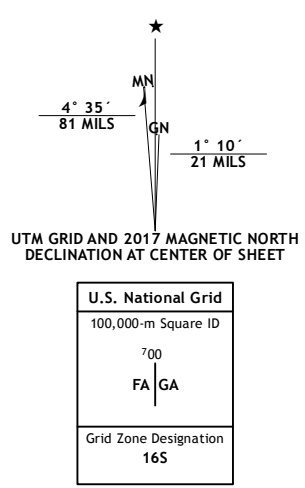 ★
MN
GN
4° 35´
81 MILS
1° 10´
21 MILS
UTM GRID AND 2017 MAGNETIC NORTH
DECLINATION AT CENTER OF SHEET
U.S. National Grid
100,000-m Square ID
⁷00
FA GA
Grid Zone Designation
16S